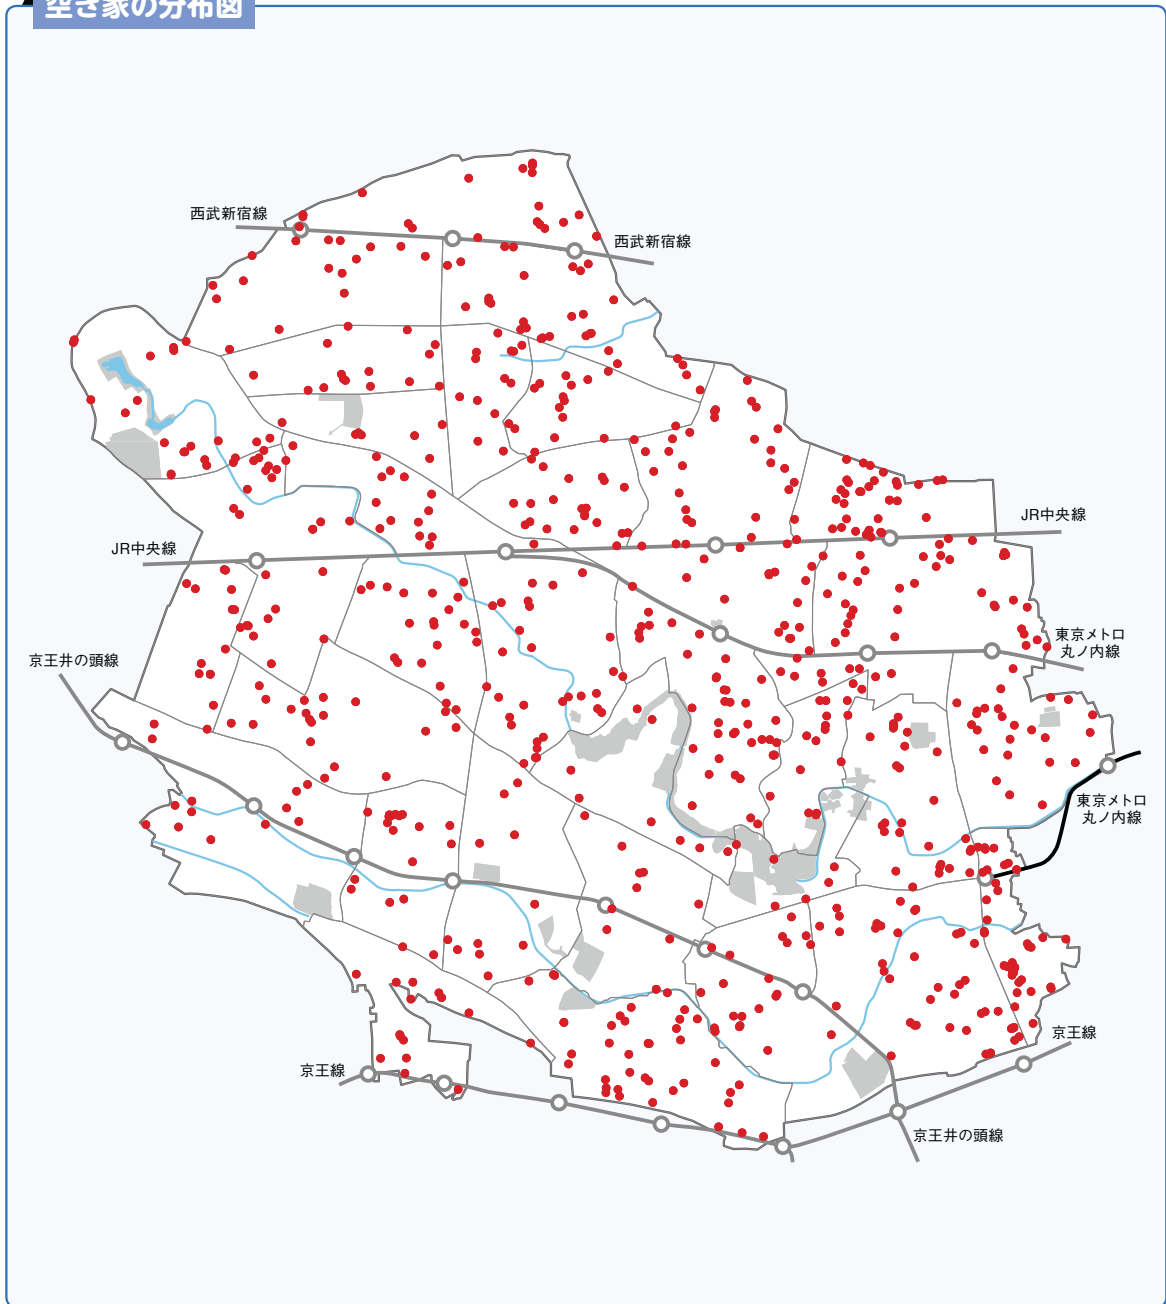 空き家の分布図
西武新宿線
西武新宿線
JR中央線
JR中央線
東京メトロ
丸ノ内線
京王井の頭線
東京メトロ
丸ノ内線
京王線
京王線
京王井の頭線